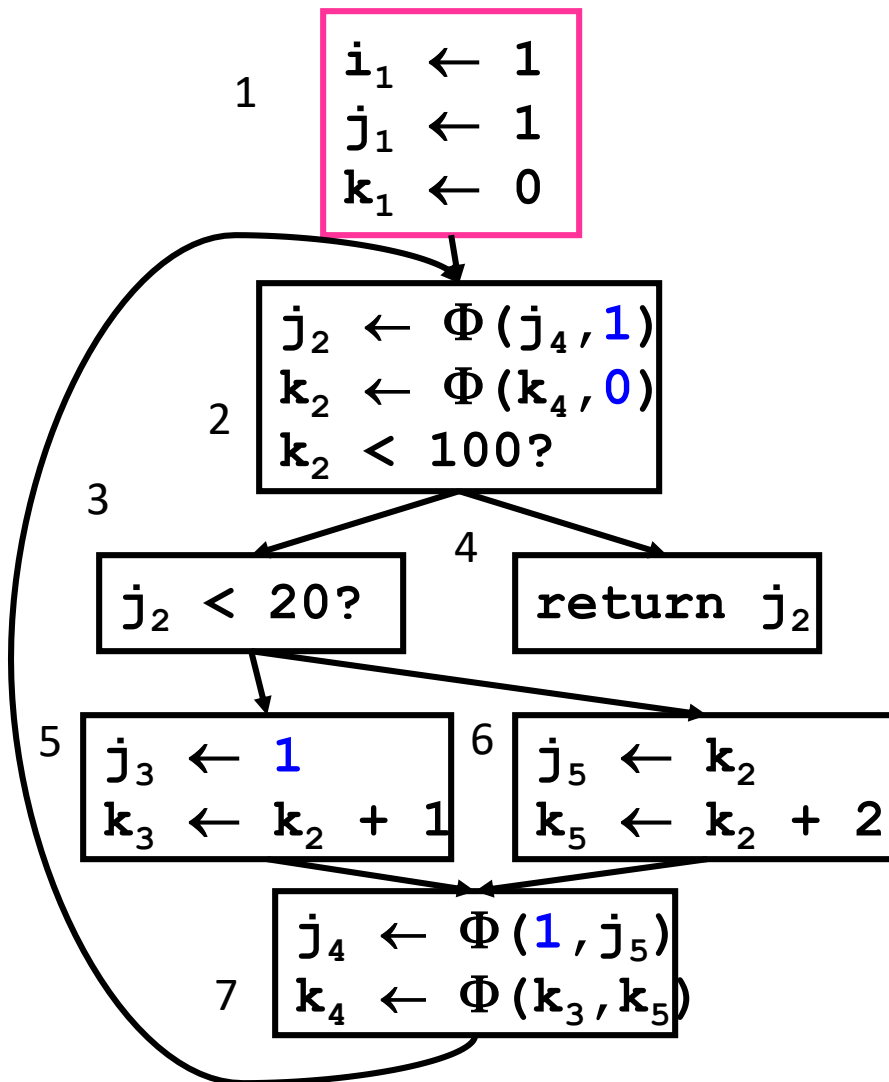 1
i₁ ← 1
j₁ ← 1
k₁ ← 0
2
j₂ ← Φ(j₄,1)
k₂ ← Φ(k₄,0)
k₂ < 100?
3
j₂ < 20?
4
return j₂
5
j₃ ← 1
k₃ ← k₂ + 1
6
j₅ ← k₂
k₅ ← k₂ + 2
7
j₄ ← Φ(1,j₅)
k₄ ← Φ(k₃,k₅)